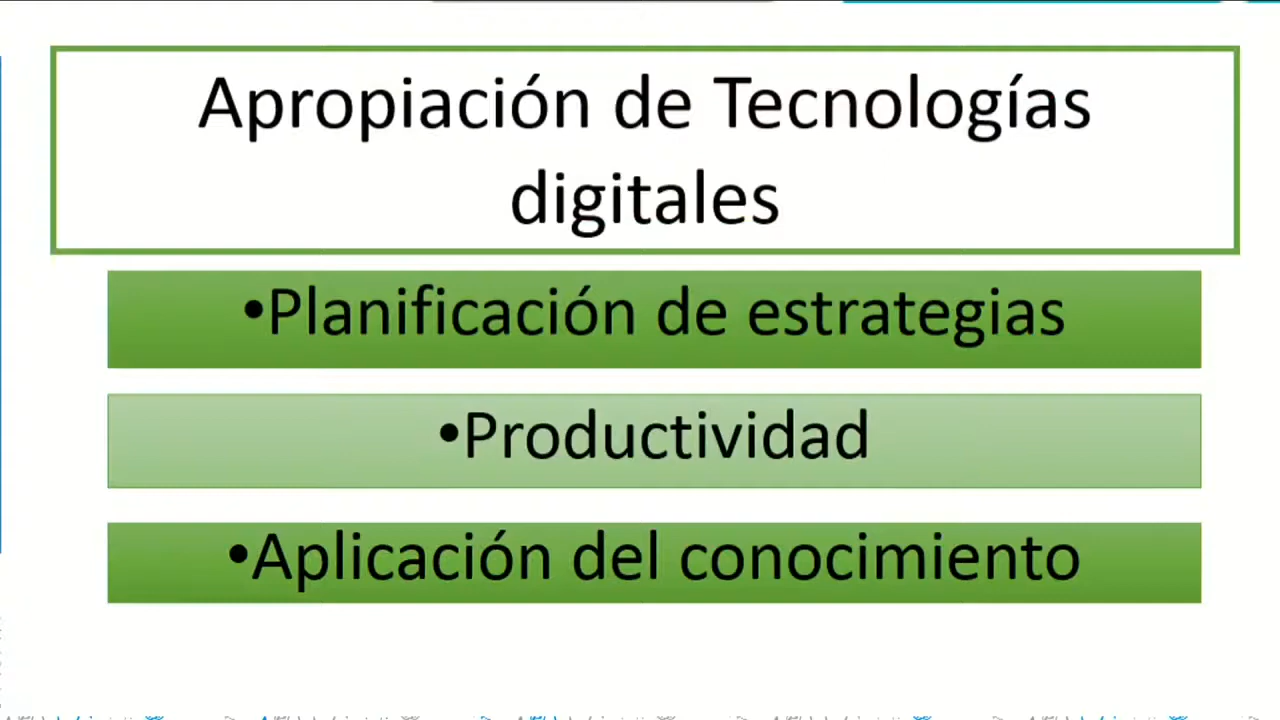 Apropiación de Tecnologías
digitales
•Planificación de estrategias
•Productividad
•Aplicación del conocimiento